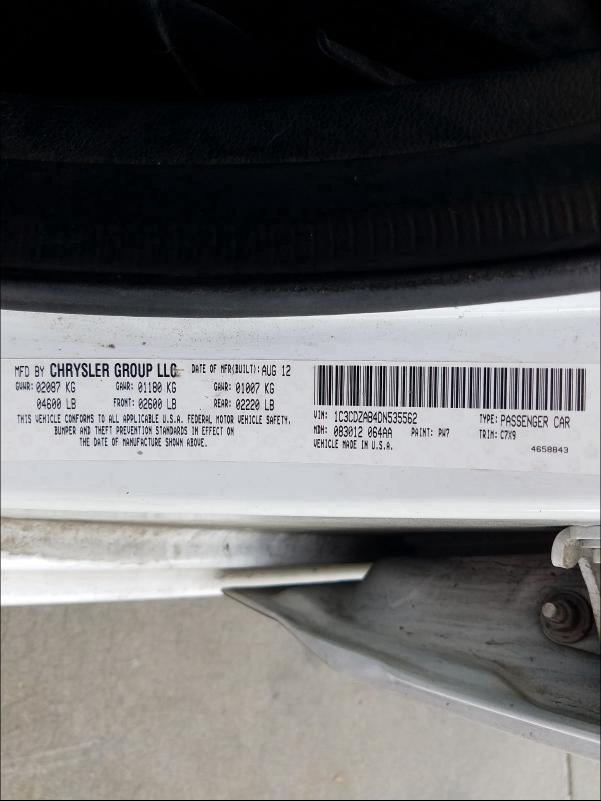 MFD BY CHRYSLER GROUP LLC DATE OF MFR(BUILT): AUG 12
GVWR: 02087 KG GAWR: 01180 KG GAWR: 01007 KG
04600 LB FRONT: 02600 LB REAR: 02220 LB
THIS VEHICLE CONFORMS TO ALL APPLICABLE U.S.A. FEDERAL MOTOR VEHICLE SAFETY,
BUMPER AND THEFT PREVENTION STANDARDS IN EFFECT ON
THE DATE OF MANUFACTURE SHOWN ABOVE.
VIN: 1C3CDZAB4DN535562 TYPE: PASSENGER CAR
MDH: 083012 064AA PAINT: PW7 TRIM: C7X9
VEHICLE MADE IN U.S.A. 4658843